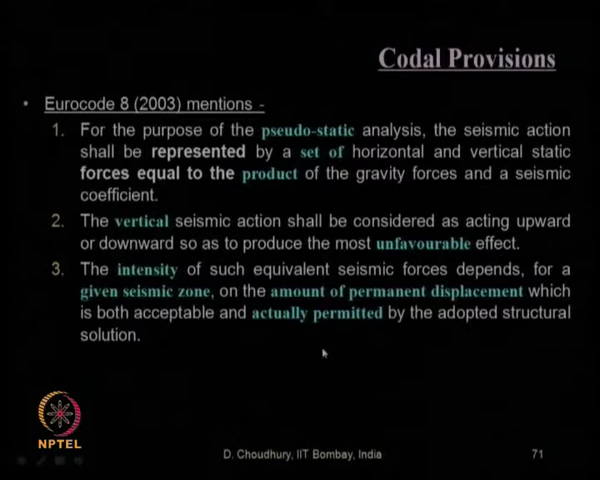 Codal Provisions
• Eurocode 8 (2003) mentions -
1. For the purpose of the pseudo-static analysis, the seismic action
shall be represented by a set of horizontal and vertical static
forces equal to the product of the gravity forces and a seismic
coefficient.
2. The vertical seismic action shall be considered as acting upward
or downward so as to produce the most unfavourable effect.
3. The intensity of such equivalent seismic forces depends, for a
given seismic zone, on the amount of permanent displacement which
is both acceptable and actually permitted by the adopted structural
solution.
NPTEL
D. Choudhury, IIT Bombay, India
71